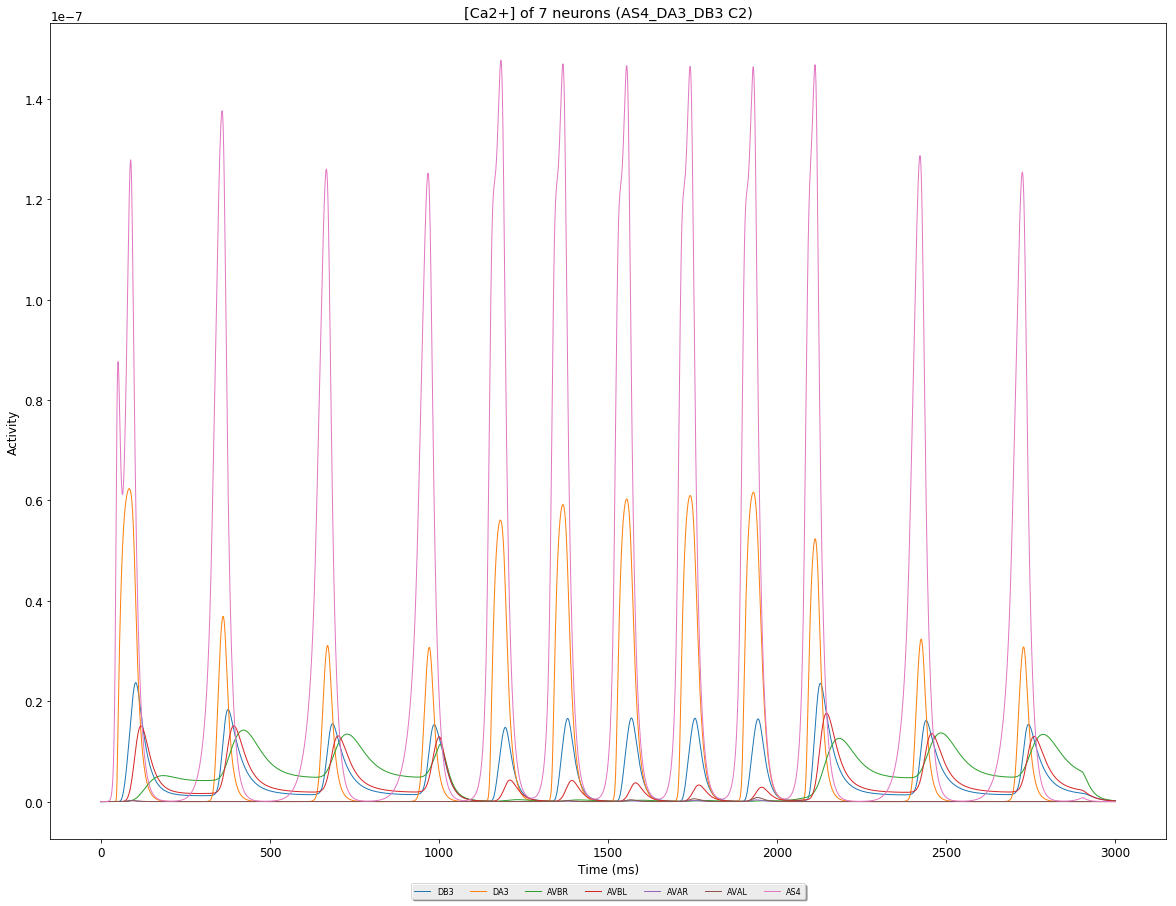 [Ca2+] of 7 neurons (AS4_DA3_DB3 C2)
1e−7
1.4
1.2
1.0
0.8
0.6
0.4
0.2
0.0
Activity
0 500 1000 1500 2000 2500 3000
Time (ms)
DB3 DA3 AVBR AVBL AVAR AVAL AS4